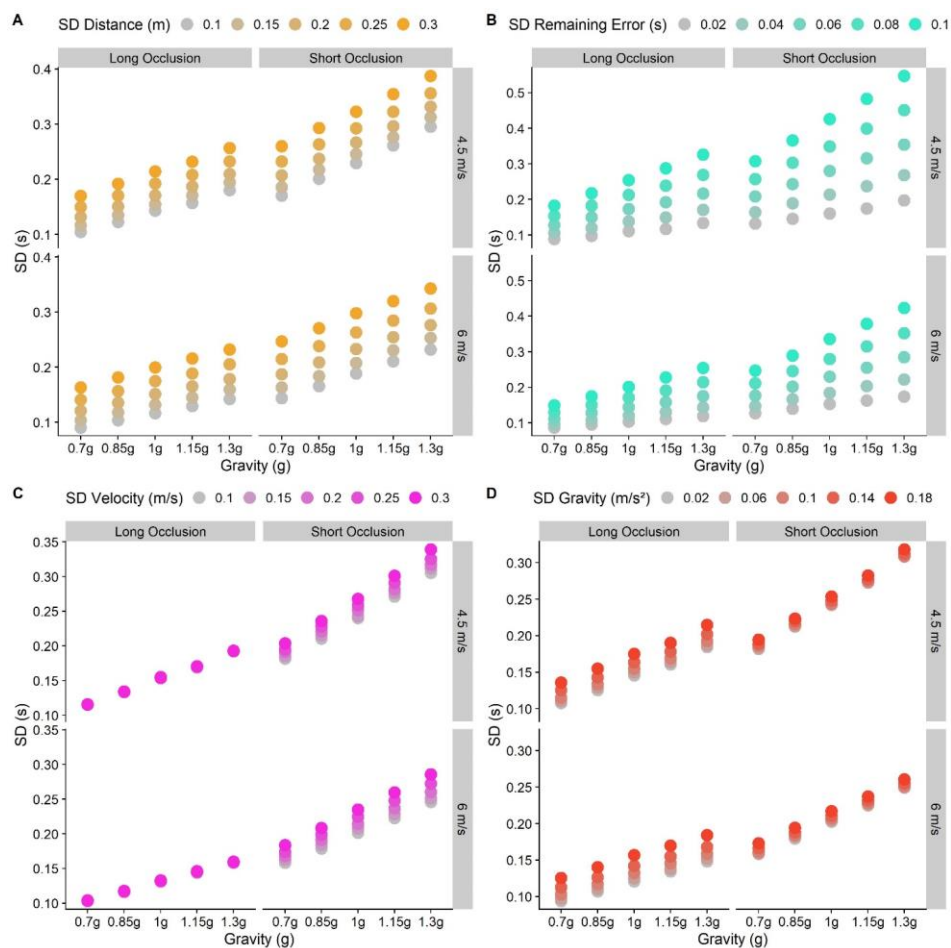 A
SD Distance (m) 0.1 0.15 0.2 0.25 0.3
Long Occlusion Short Occlusion
0.4
0.3
0.2
0.1
4.5 m/s
0.4
0.3
0.2
0.1
6 m/s
SD (s)
0.7g 0.85g 1g 1.15g 1.3g 0.7g 0.85g 1g 1.15g 1.3g
Gravity (g)
B
SD Remaining Error (s) 0.02 0.04 0.06 0.08 0.1
Long Occlusion Short Occlusion
0.5
0.4
0.3
0.2
0.1
4.5 m/s
0.5
0.4
0.3
0.2
0.1
6 m/s
SD (s)
0.7g 0.85g 1g 1.15g 1.3g 0.7g 0.85g 1g 1.15g 1.3g
Gravity (g)
C
SD Velocity (m/s) 0.1 0.15 0.2 0.25 0.3
Long Occlusion Short Occlusion
0.35
0.30
0.25
0.20
0.15
0.10
4.5 m/s
0.35
0.30
0.25
0.20
0.15
0.10
6 m/s
SD (s)
0.7g 0.85g 1g 1.15g 1.3g 0.7g 0.85g 1g 1.15g 1.3g
Gravity (g)
D
SD Gravity (m/s²) 0.02 0.06 0.1 0.14 0.18
Long Occlusion Short Occlusion
0.30
0.25
0.20
0.15
0.10
4.5 m/s
0.30
0.25
0.20
0.15
0.10
6 m/s
SD (s)
0.7g 0.85g 1g 1.15g 1.3g 0.7g 0.85g 1g 1.15g 1.3g
Gravity (g)